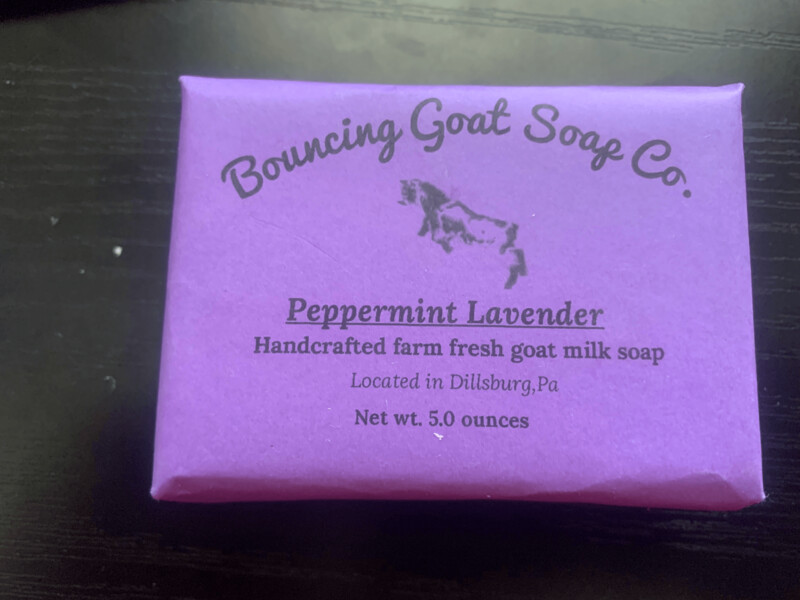 Bouncing Goat Soap Co.
Peppermint Lavender
Handcrafted farm fresh goat milk soap
Located in Dillsburg,Pa
Net wt. 5.0 ounces